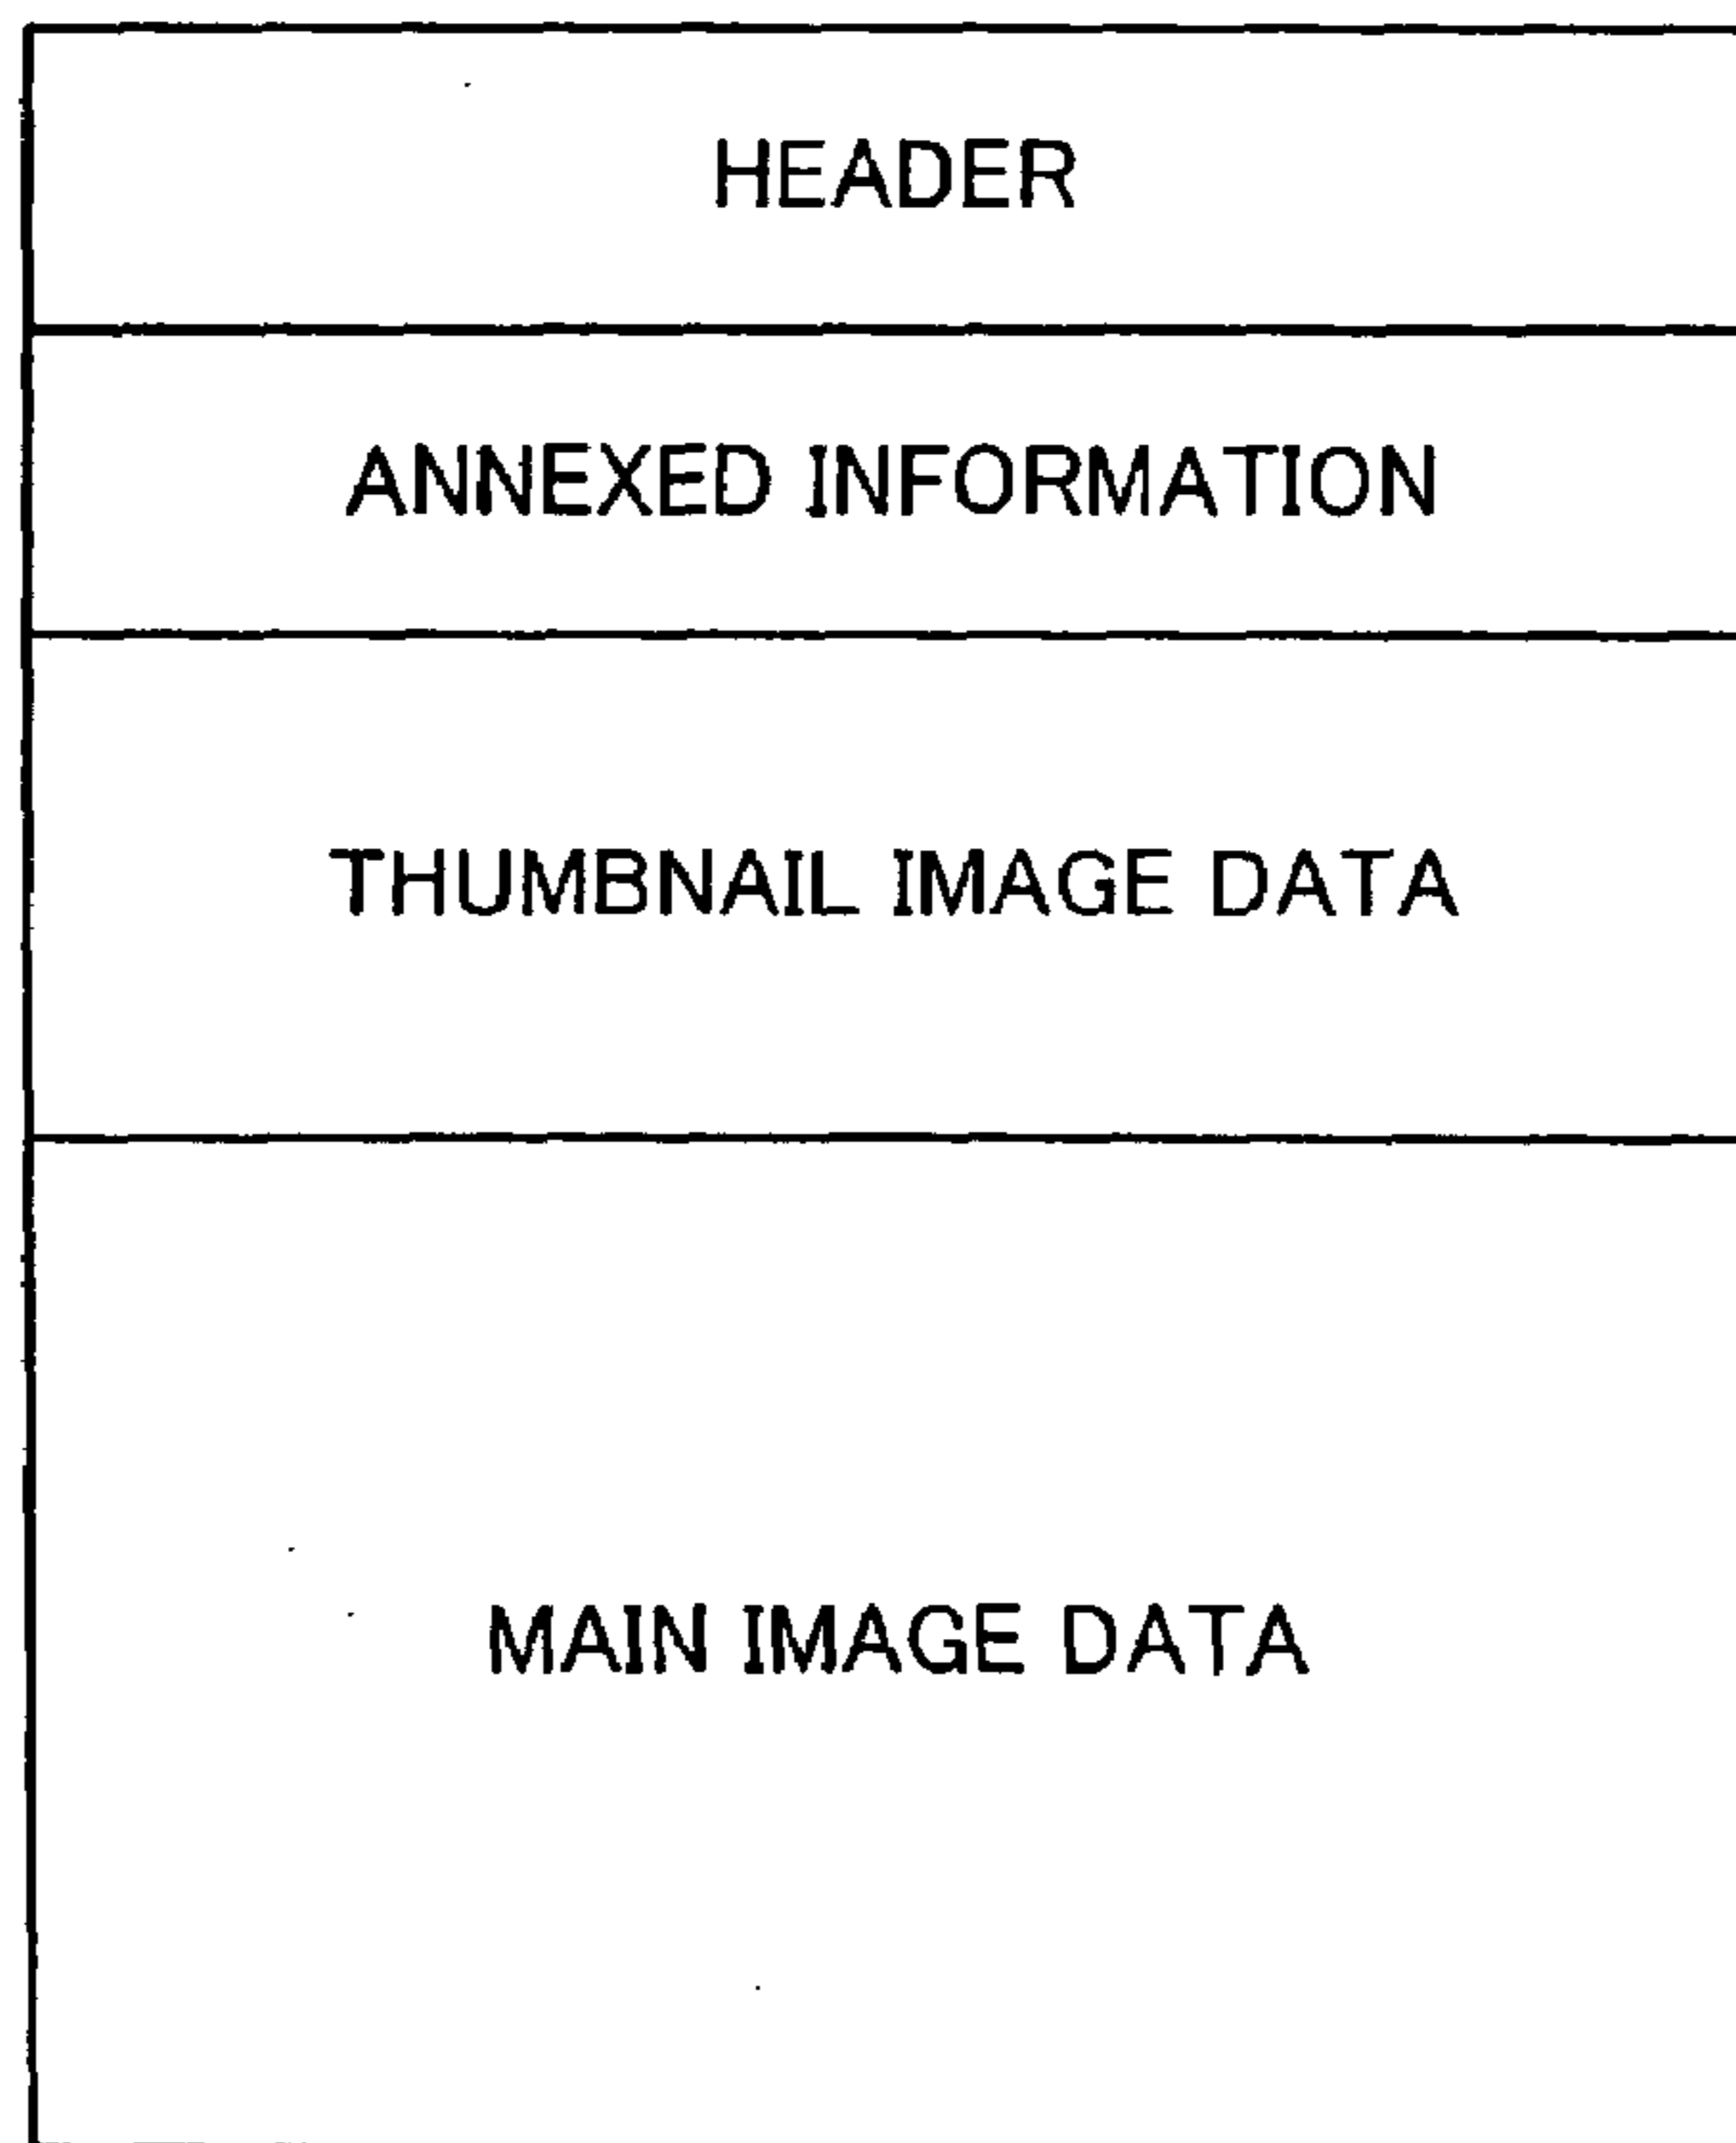 HEADER
ANNEXED INFORMATION
THUMBNAIL IMAGE DATA
MAIN IMAGE DATA